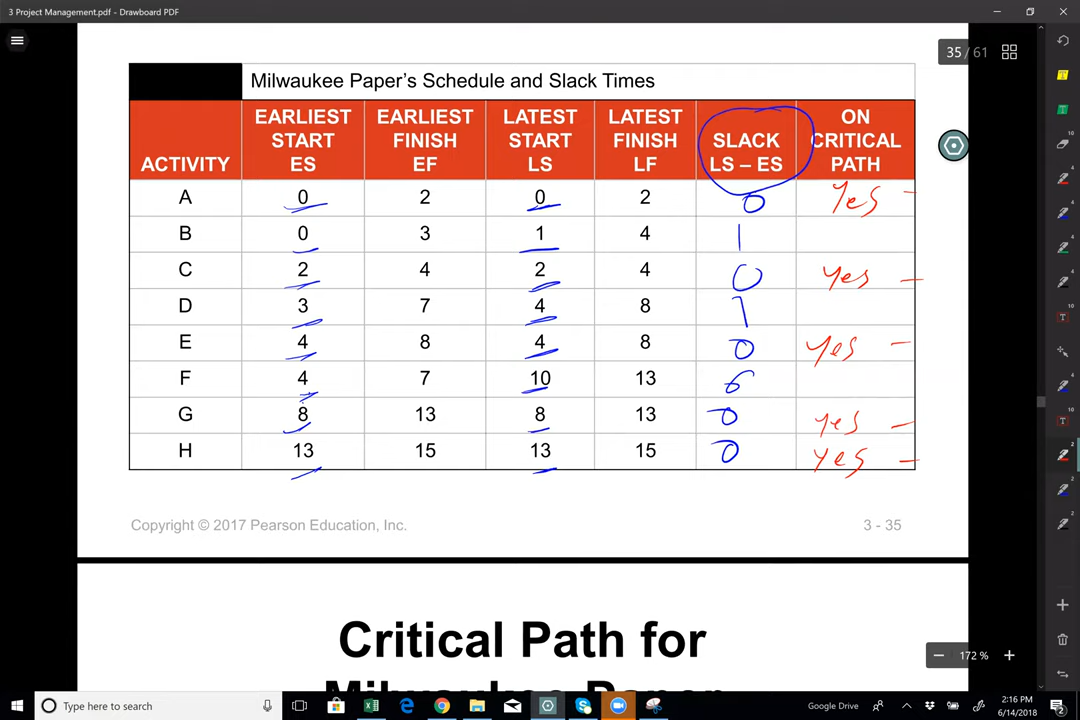 3 Project Management.pdf - Drawboard PDF
35 / 61
Milwaukee Paper's Schedule and Slack Times
ACTIVITY EARLIEST START ES EARLIEST FINISH EF LATEST START LS LATEST FINISH LF SLACK LS – ES ON CRITICAL PATH
A 0 2 0 2 0 Yes
B 0 3 1 4 1
C 2 4 2 4 0 yes
D 3 7 4 8 1
E 4 8 4 8 0 yes
F 4 7 10 13 6
G 8 13 8 13 0 yes
H 13 15 13 15 0 yes
Copyright © 2017 Pearson Education, Inc. 3 - 35
Critical Path for
Milwaukee Paper
172 %
Type here to search
Google Drive
2:16 PM
6/14/2018